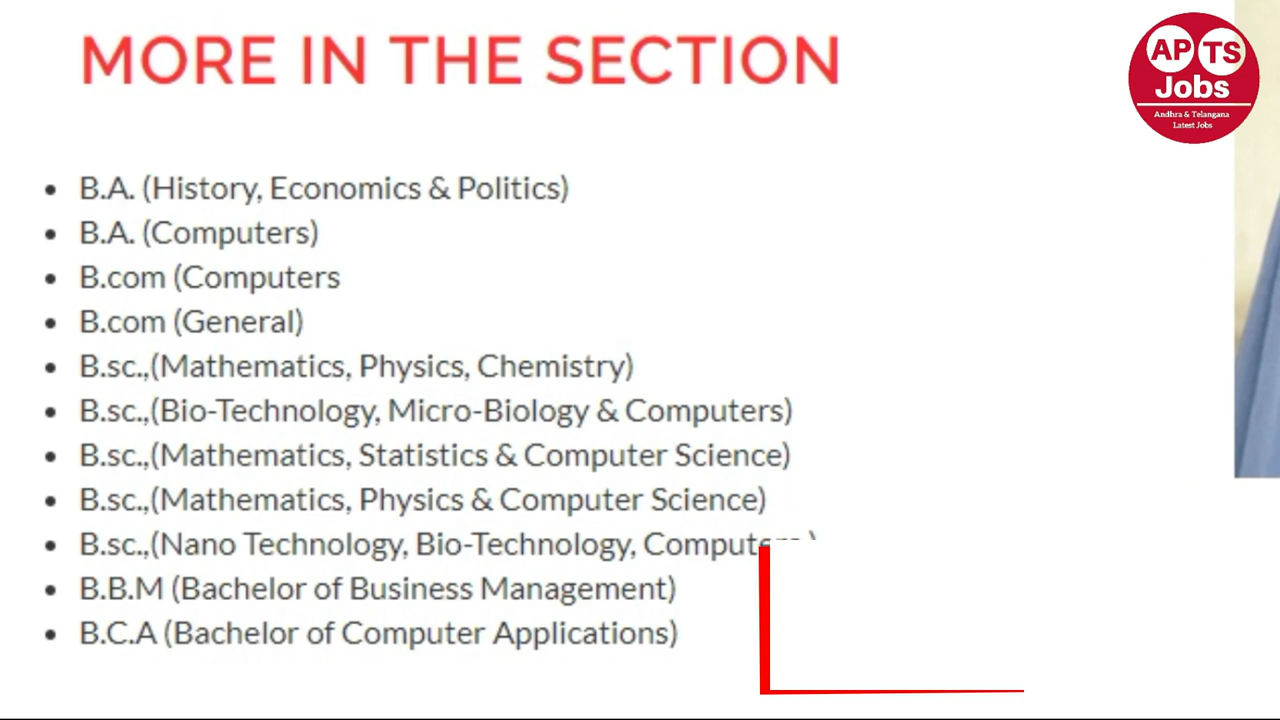 MORE IN THE SECTION
AP TS
Jobs
Andhra & Telangana
Latest Jobs
• B.A. (History, Economics & Politics)
• B.A. (Computers)
• B.com (Computers
• B.com (General)
• B.sc.,(Mathematics, Physics, Chemistry)
• B.sc.,(Bio-Technology, Micro-Biology & Computers)
• B.sc.,(Mathematics, Statistics & Computer Science)
• B.sc.,(Mathematics, Physics & Computer Science)
• B.sc.,(Nano Technology, Bio-Technology,
• B.B.M (Bachelor of Business Management)
• B.C.A (Bachelor of Computer Applications)